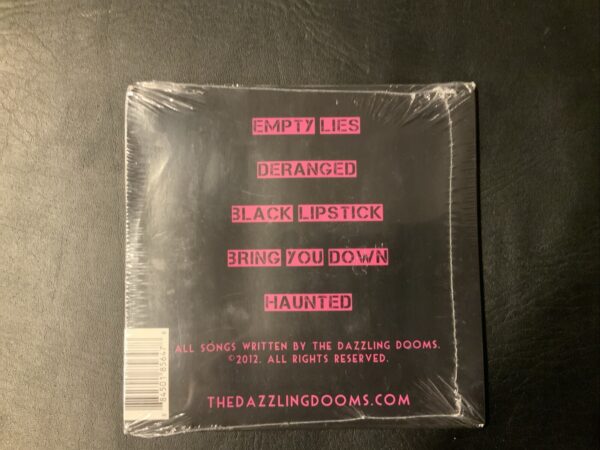 EMPTY LIES
DERANGED
BLACK LIPSTICK
BRING YOU DOWN
HAUNTED
ALL SONGS WRITTEN BY THE DAZZLING DOOMS.
©2012. ALL RIGHTS RESERVED.
THEDAZZLINGDOOMS.COM